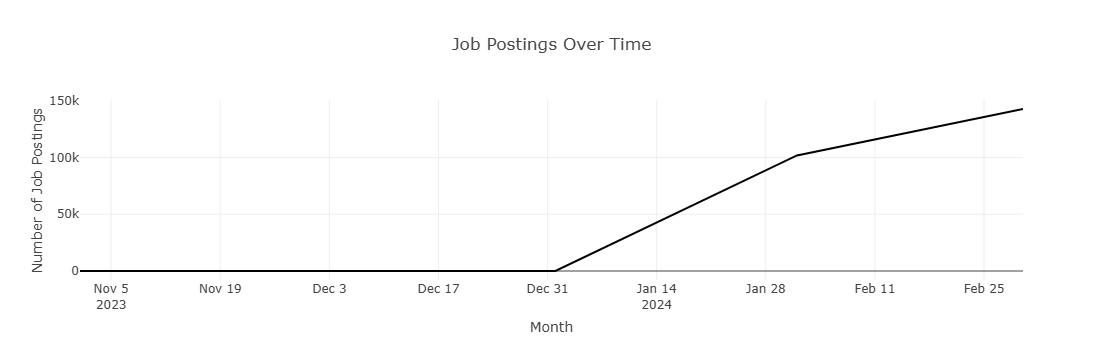 Job Postings Over Time
Number of Job Postings
150k
100k
50k
0
Nov 5
2023
Nov 19
Dec 3
Dec 17
Dec 31
Jan 14
2024
Jan 28
Feb 11
Feb 25
Month